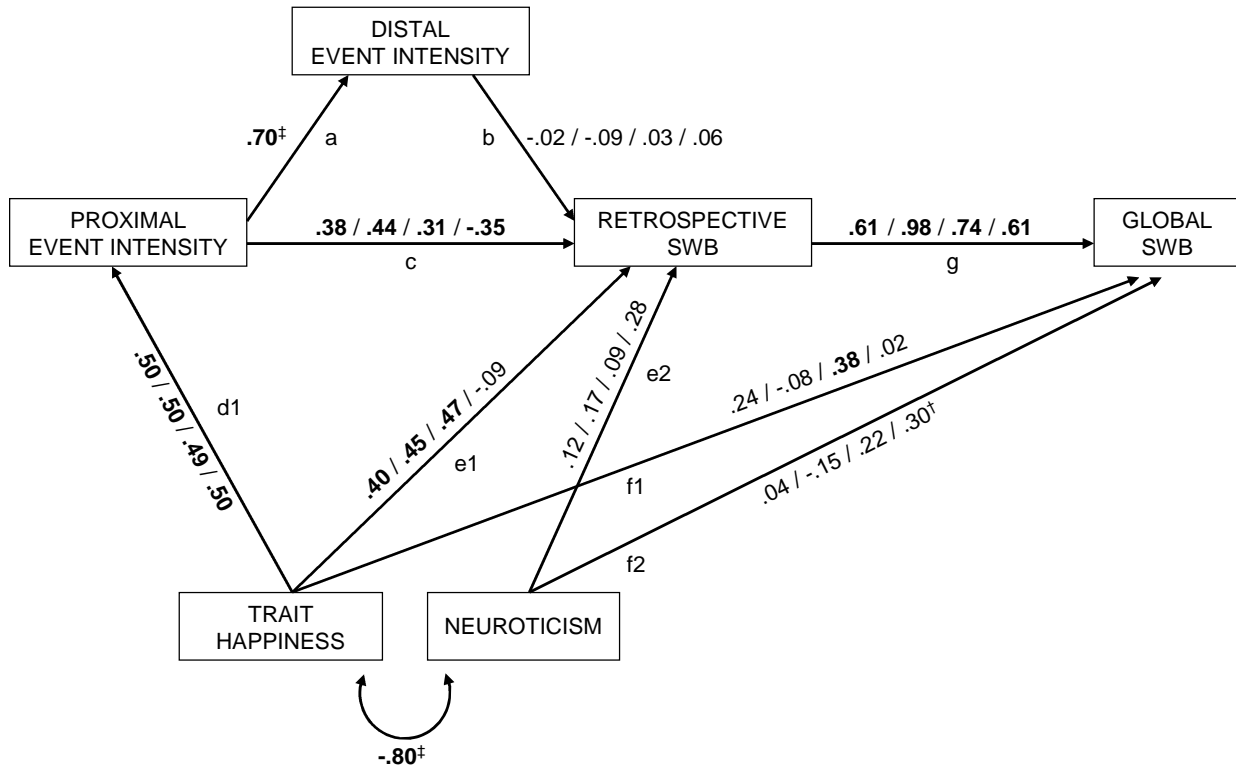 DISTAL
EVENT INTENSITY
.70‡
a
b
-.02 / -.09 / .03 / .06
PROXIMAL
EVENT INTENSITY
.38 / .44 / .31 / -.35
c
RETROSPECTIVE
SWB
.61 / .98 / .74 / .61
g
GLOBAL
SWB
.50 / .50 / .49 / .50
d1
.40 / .45 / .47 / -.09
e1
.12 / .17 / .09 / .28
e2
.24 / -.08 / .38 / .02
f1
.04 / -.15 / .22 / .30†
f2
TRAIT
HAPPINESS
NEUROTICISM
-.80‡